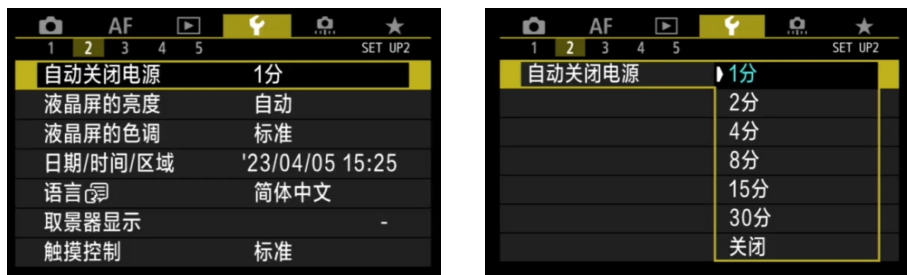 AF
1 2 3 4 5 SET UP2
自动关闭电源 1分
液晶屏的亮度 自动
液晶屏的色调 标准
日期/时间/区域 '23/04/05 15:25
语言 简体中文
取景器显示 -
触摸控制 标准
AF
1 2 3 4 5 SET UP2
自动关闭电源 1分
2分
4分
8分
15分
30分
关闭